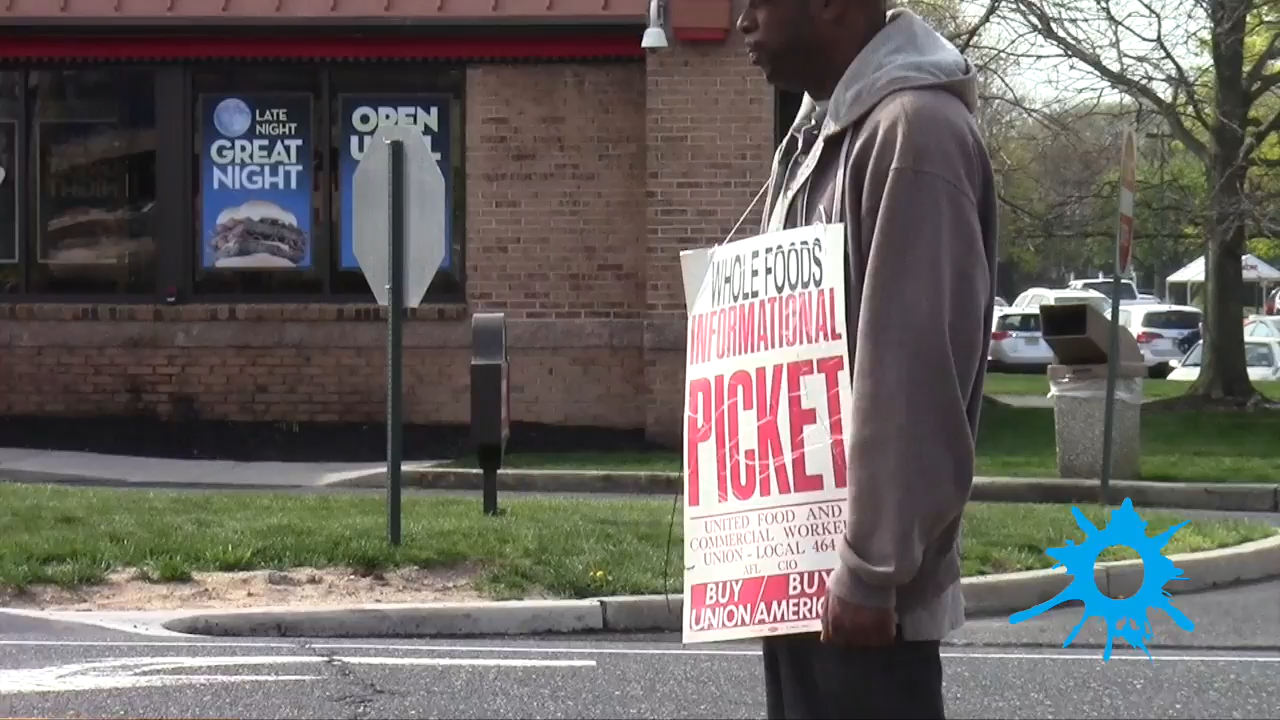 LATE
NIGHT
GREAT
NIGHT
OPEN
WHOLE FOODS
INFORMATIONAL
PICKET
UNITED FOOD AND
COMMERCIAL WORKE
UNION - LOCAL 464
AFL CIO
BUY / BUY
UNION/AMERIC